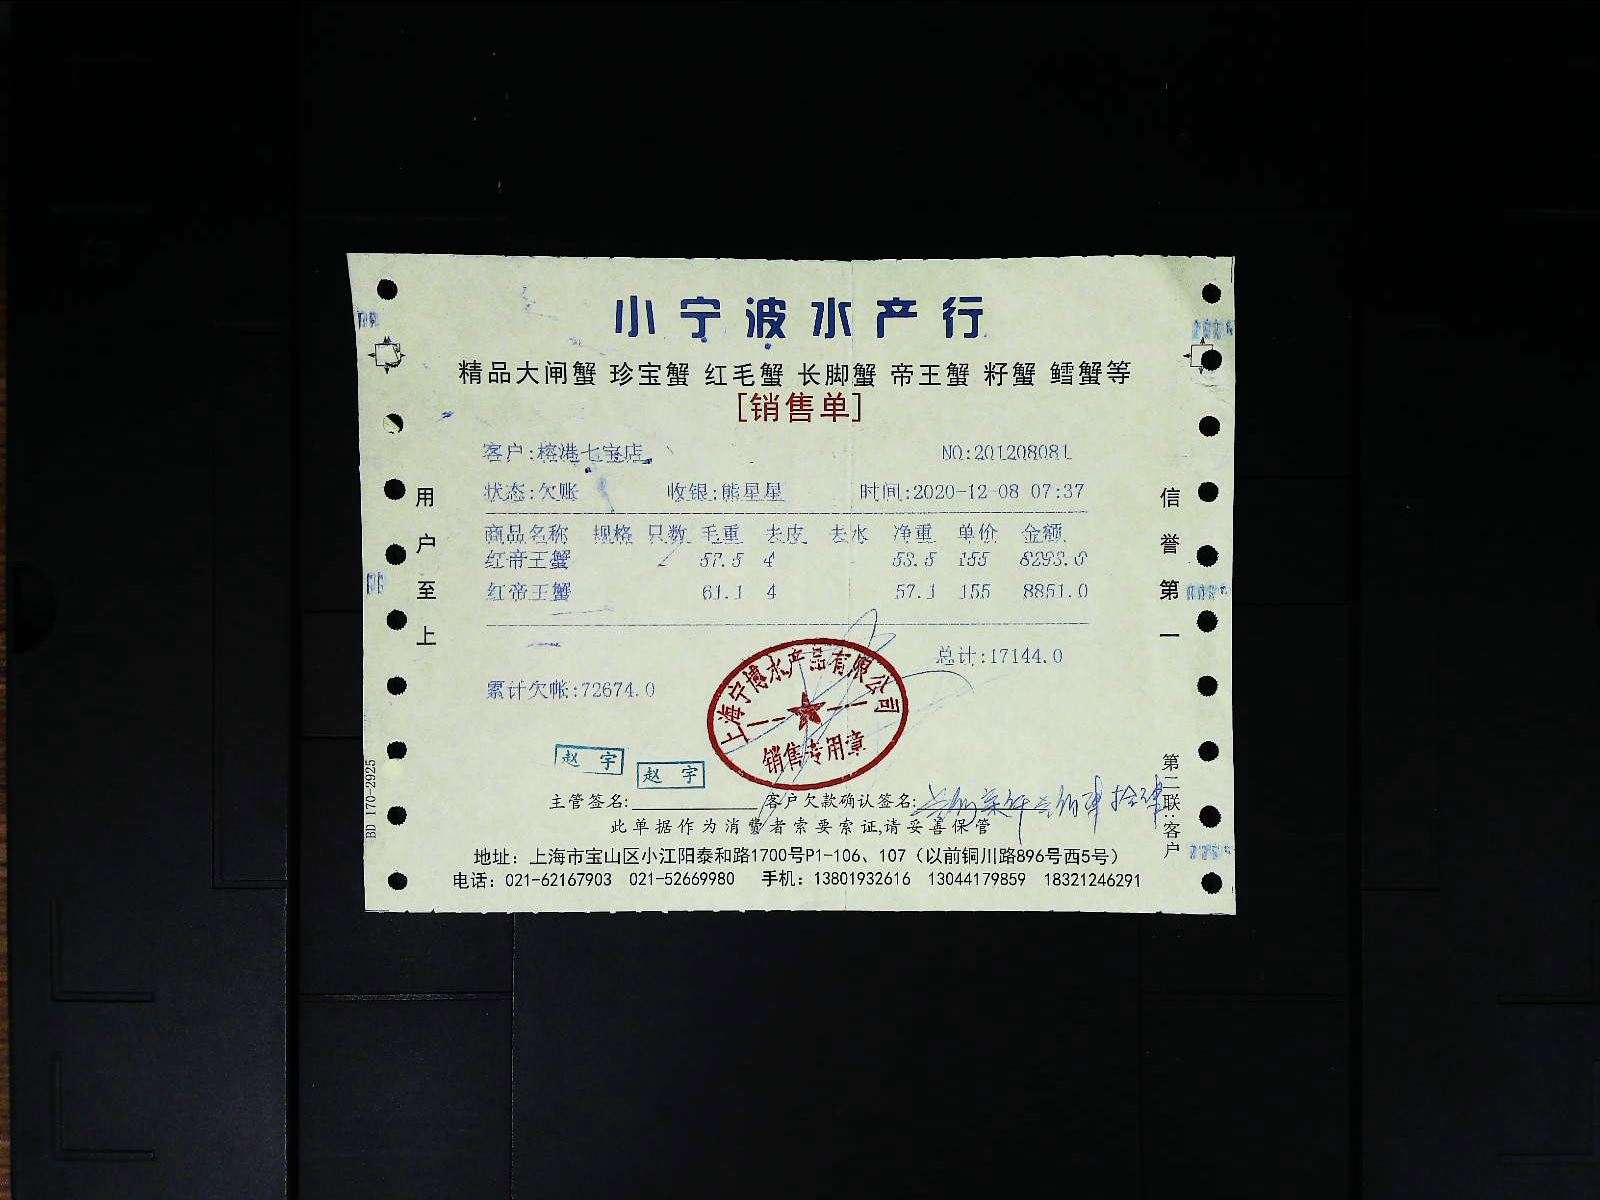 小宁波水产行
精品大闸蟹 珍宝蟹 红毛蟹 长脚蟹 帝王蟹 籽蟹 鳕蟹等
[销售单]
客户:榕港七宝店 NO:201208081
状态:欠账 收银:熊星星 时间:2020-12-08 07:37
商品名称 规格 只数 毛重 去皮 去水 净重 单价 金额
红帝王蟹 57.5 4 53.5 155 8293.0
红帝王蟹 61.1 4 57.1 155 8851.0
总计:17144.0
累计欠帐:72674.0
上海宁博水产品有限公司
销售专用章
赵宇
赵宇
主管签名: 客户欠款确认签名:
此单据作为消费者索要索证,请妥善保管
地址：上海市宝山区小江阳泰和路1700号P1-106、107（以前铜川路896号西5号）
电话：021-62167903 021-52669980 手机：13801932616 13044179859 18321246291
用户至上
信誉第一
第二联:客户
BD 170-2925